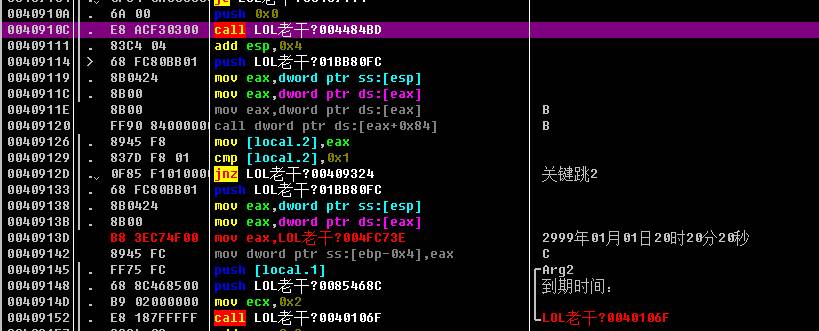 0040910A . 6A 00 push 0x0
0040910C . E8 ACF30300 call LOL老干?004484BD
00409111 . 83C4 04 add esp,0x4
00409114 > 68 FC80BB01 push LOL老干?01BB80FC
00409119 . 8B0424 mov eax,dword ptr ss:[esp]
0040911C . 8B00 mov eax,dword ptr ds:[eax]
0040911E 8B00 mov eax,dword ptr ds:[eax] B
00409120 FF90 8400000 call dword ptr ds:[eax+0x84] B
00409126 . 8945 F8 mov [local.2],eax
00409129 . 837D F8 01 cmp [local.2],0x1
0040912D . 0F85 F1010000 jnz LOL老干?00409324 关键跳2
00409133 . 68 FC80BB01 push LOL老干?01BB80FC
00409138 . 8B0424 mov eax,dword ptr ss:[esp]
0040913B . 8B00 mov eax,dword ptr ds:[eax]
0040913D B8 3EC74F00 mov eax,LOL老干?004FC73E 2999年01月01日20时20分20秒
00409142 8945 FC mov dword ptr ss:[ebp-0x4],eax C
00409145 . FF75 FC push [local.1] Arg2
00409148 . 68 8C468500 push LOL老干?0085468C 到期时间:
0040914D . B9 02000000 mov ecx,0x2
00409152 . E8 187FFFFF call LOL老干?0040106F LOL老干?0040106F